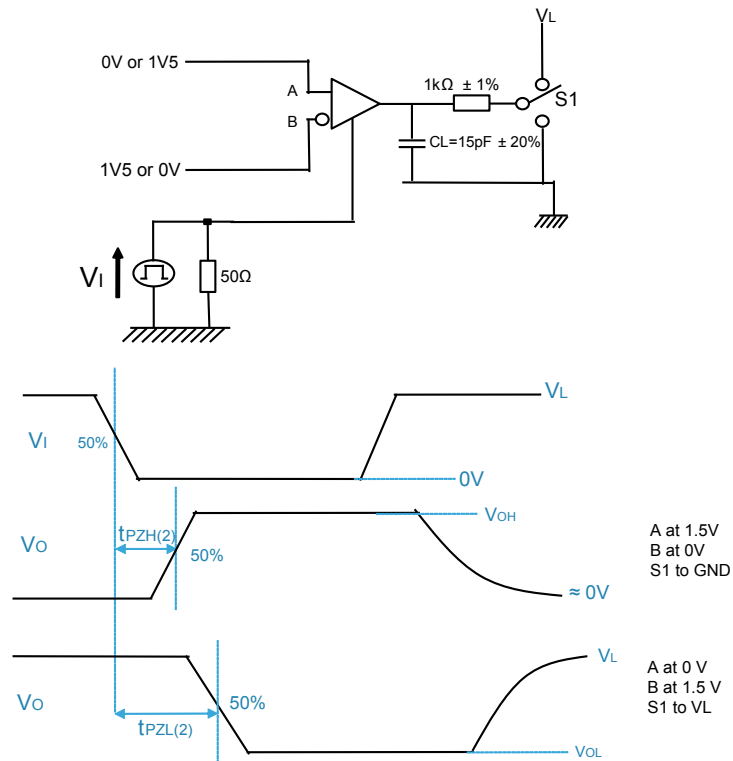 VL
0V or 1V5
1kΩ ± 1%
A
S1
B
CL=15pF ± 20%
1V5 or 0V
VI
50Ω
VL
VI
50%
0V
VOH
tPZH(2)
VO
50%
A at 1.5V
B at 0V
S1 to GND
≈ 0V
VL
A at 0 V
B at 1.5 V
S1 to VL
VO
50%
tPZL(2)
VOL